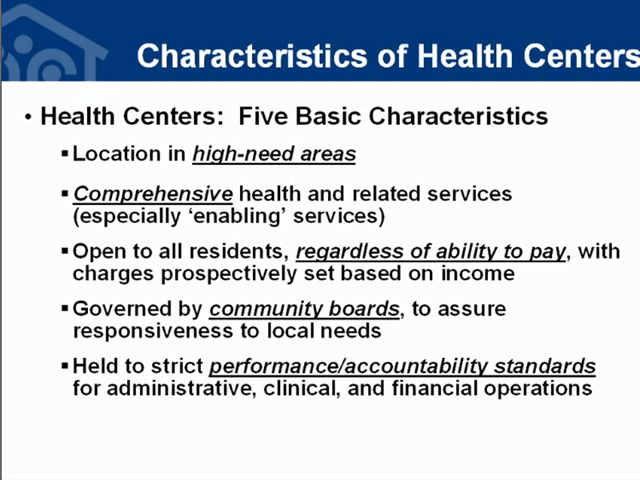 Characteristics of Health Centers
• Health Centers: Five Basic Characteristics
▪Location in high-need areas
▪Comprehensive health and related services
(especially ‘enabling’ services)
▪Open to all residents, regardless of ability to pay, with
charges prospectively set based on income
▪Governed by community boards, to assure
responsiveness to local needs
▪Held to strict performance/accountability standards
for administrative, clinical, and financial operations